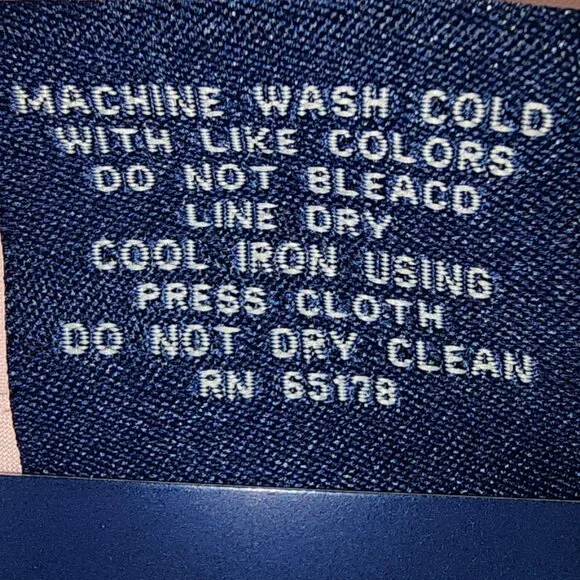 MACHINE WASH COLD
WITH LIKE COLORS
DO NOT BLEACD
LINE DRY
COOL IRON USING
PRESS CLOTH
DO NOT DRY CLEAN
RN 65178